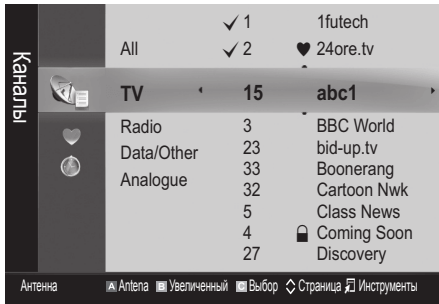 Каналы
✓ 1 1futech
All ✓ 2 ♥ 24ore.tv
TV 15 abc1
Radio 3 BBC World
Data/Other 23 bid-up.tv
Analogue 33 Boonerang
32 Cartoon Nwk
5 Class News
4 Coming Soon
27 Discovery
Антенна A Antena B Увеличенный C Выбор Страница Инструменты